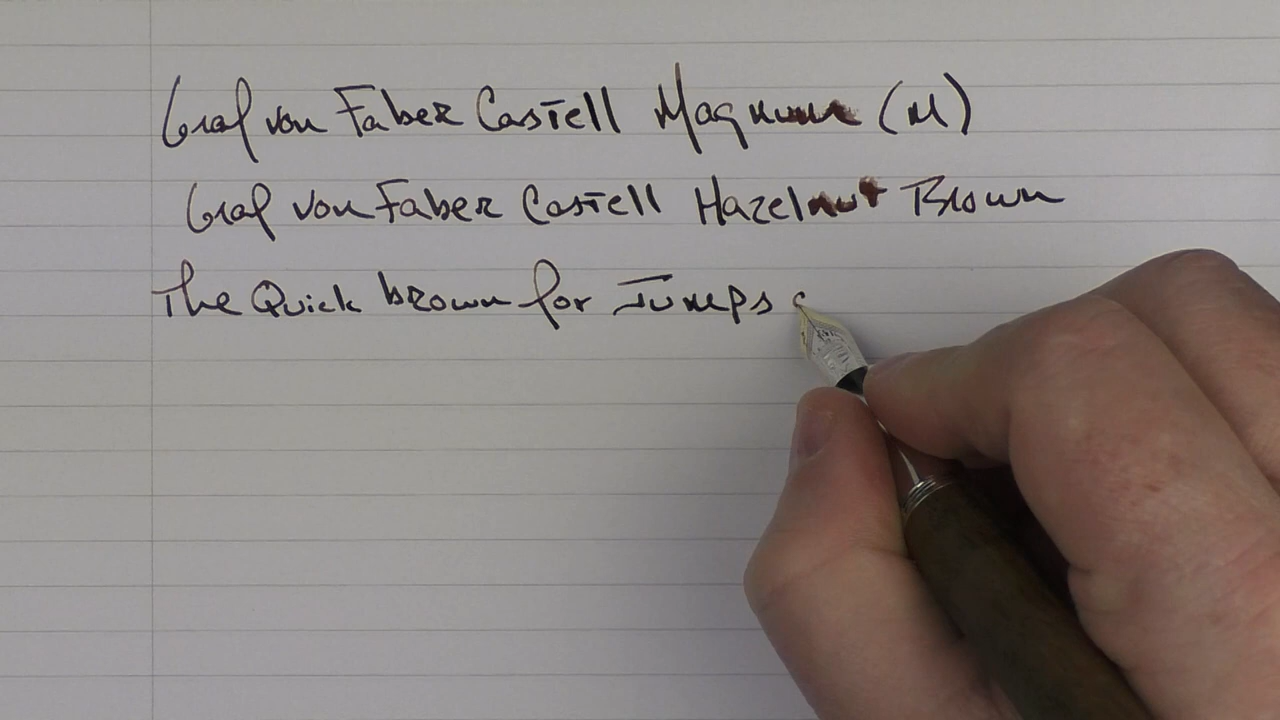 Graf von Faber Castell Magnum (M)
Graf von Faber Castell Hazelnut Brown
The Quick brown fox Jumps o